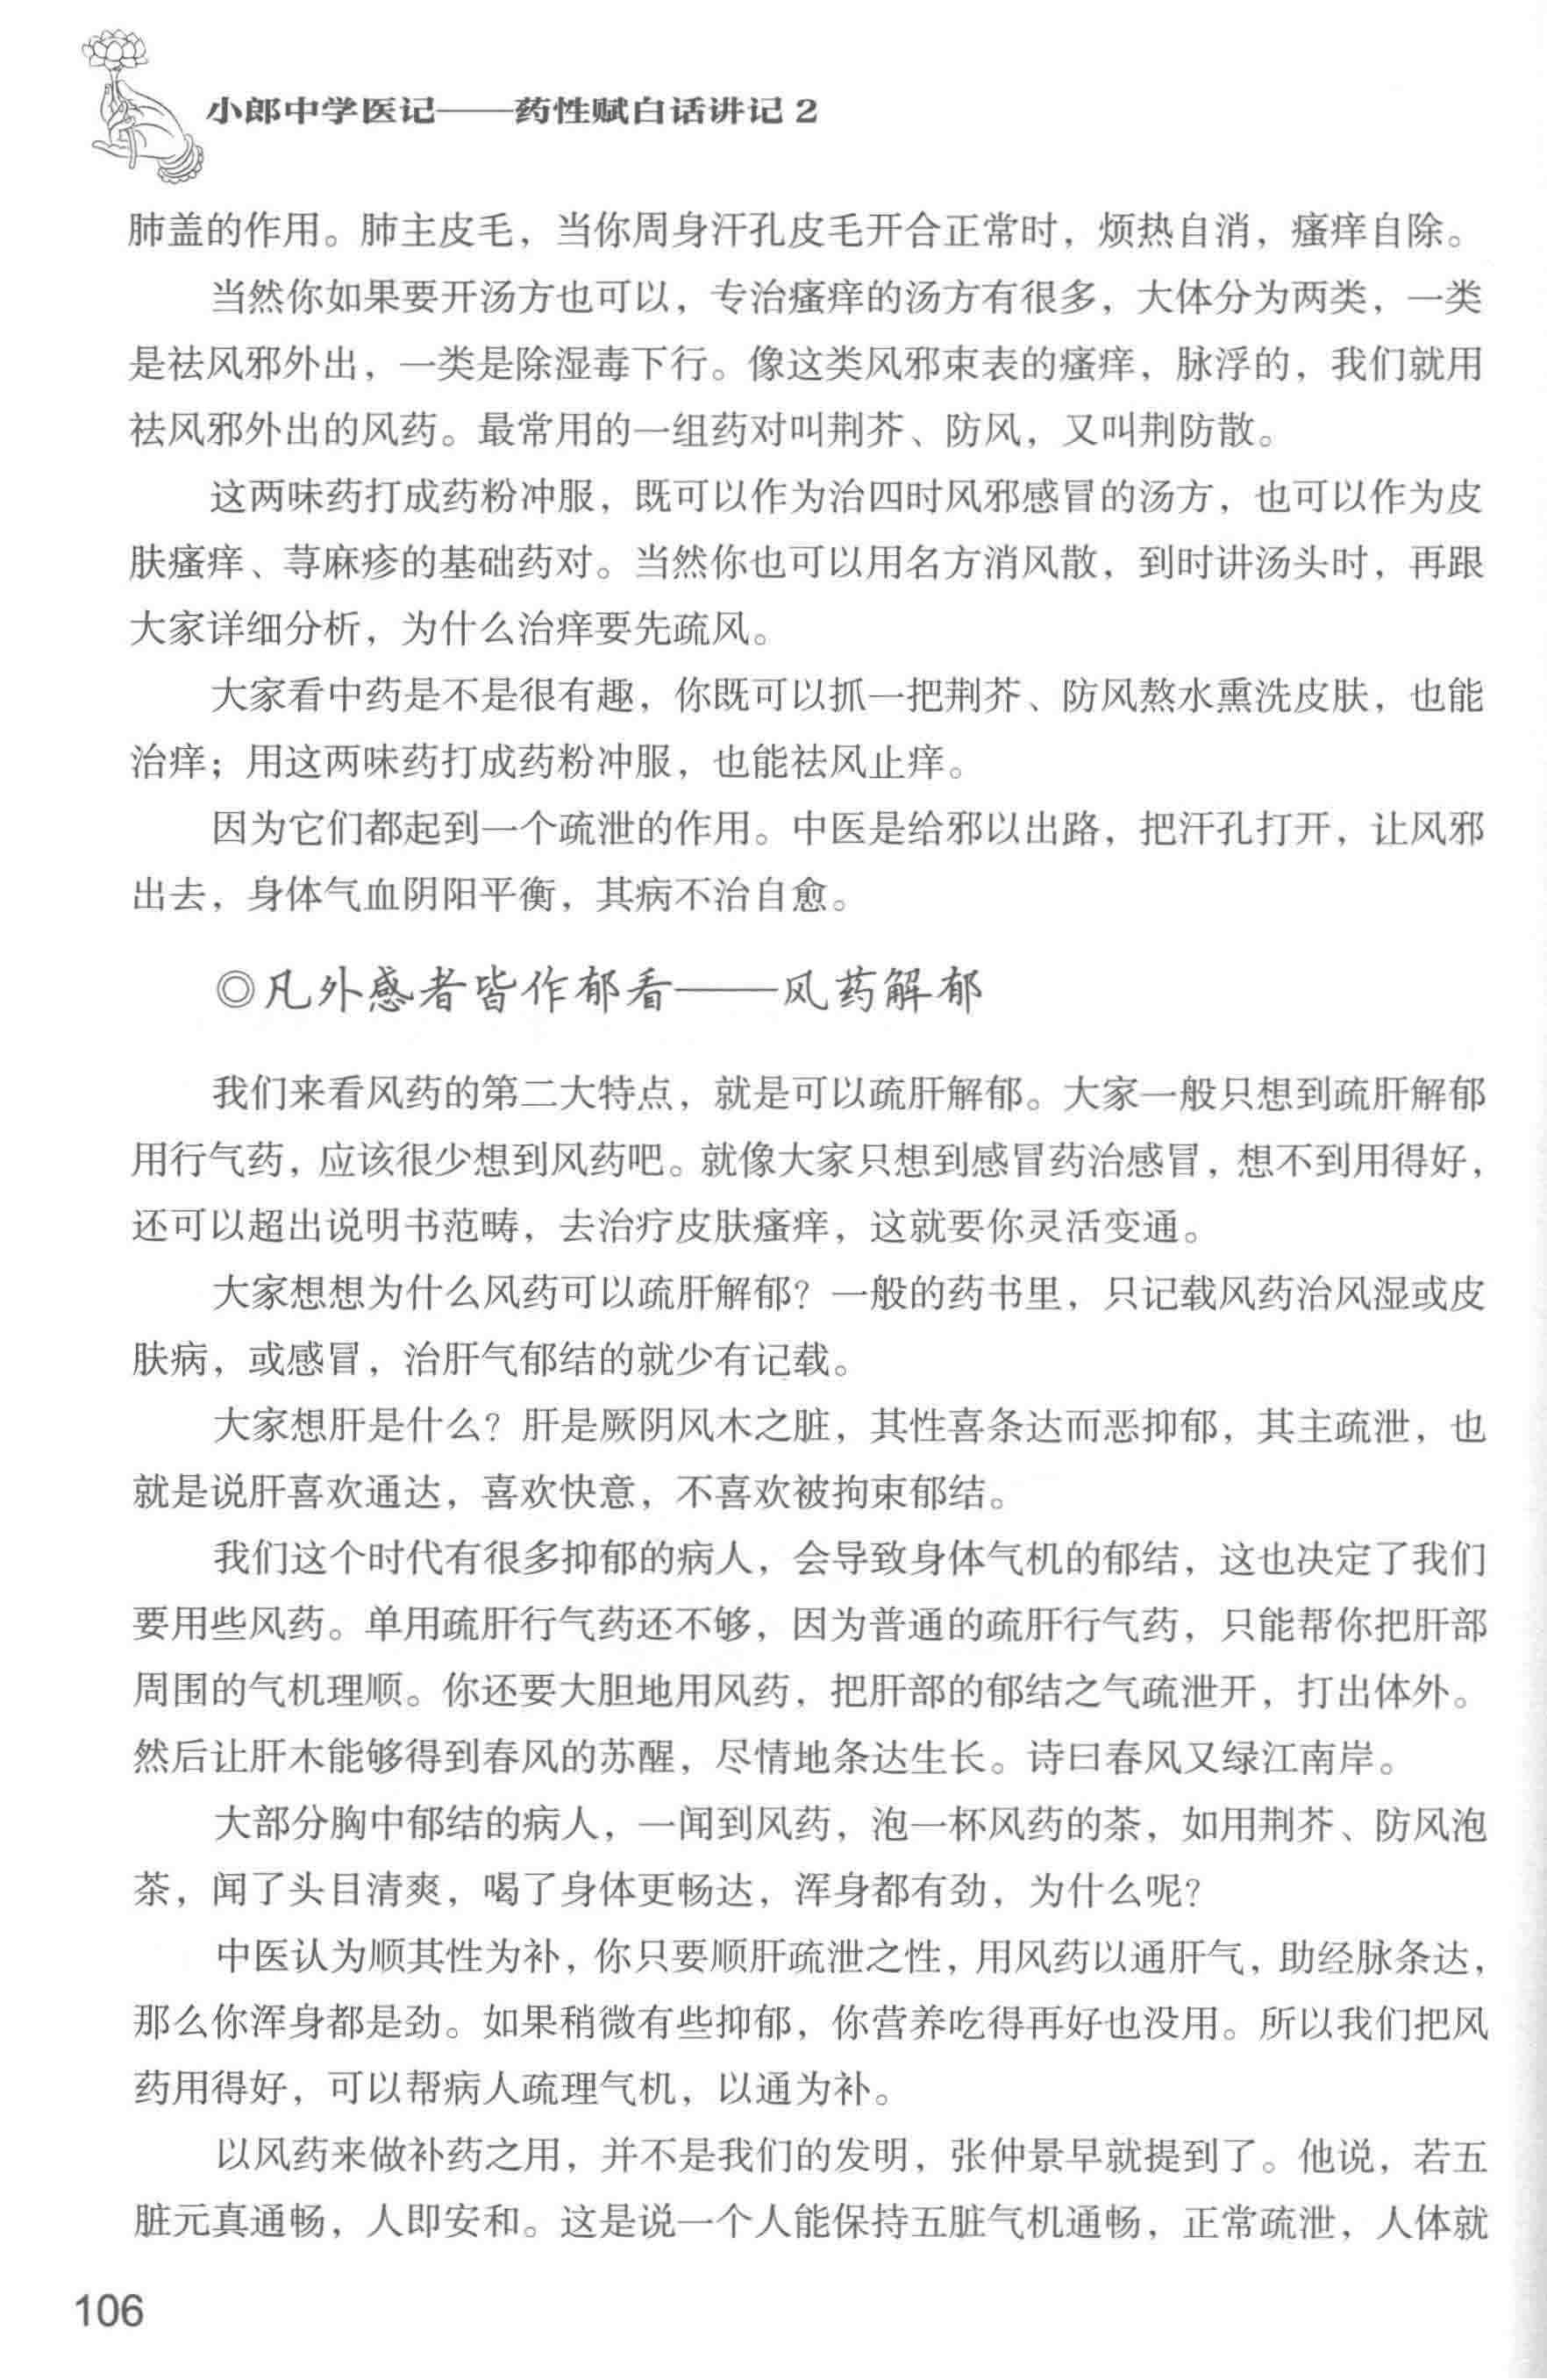 小郎中学医记——药性赋白话讲记 2
肺盖的作用。肺主皮毛，当你周身汗孔皮毛开合正常时，烦热自消，瘙痒自除。
当然你如果要开汤方也可以，专治瘙痒的汤方有很多，大体分为两类，一类
是祛风邪外出，一类是除湿毒下行。像这类风邪束表的瘙痒，脉浮的，我们就用
祛风邪外出的风药。最常用的一组药对叫荆芥、防风，又叫荆防散。
这两味药打成药粉冲服，既可以作为治四时风邪感冒的汤方，也可以作为皮
肤瘙痒、荨麻疹的基础药对。当然你也可以用名方消风散，到时讲汤头时，再跟
大家详细分析，为什么治痒要先疏风。
大家看中药是不是很有趣，你既可以抓一把荆芥、防风熬水熏洗皮肤，也能
治痒；用这两味药打成药粉冲服，也能祛风止痒。
因为它们都起到一个疏泄的作用。中医是给邪以出路，把汗孔打开，让风邪
出去，身体气血阴阳平衡，其病不治自愈。
◎凡外感者皆作郁看——风药解郁
我们来看风药的第二大特点，就是可以疏肝解郁。大家一般只想到疏肝解郁
用行气药，应该很少想到风药吧。就像大家只想到感冒药治感冒，想不到用得好，
还可以超出说明书范畴，去治疗皮肤瘙痒，这就要你灵活变通。
大家想想为什么风药可以疏肝解郁？一般的药书里，只记载风药治风湿或皮
肤病，或感冒，治肝气郁结的就少有记载。
大家想肝是什么？肝是厥阴风木之脏，其性喜条达而恶抑郁，其主疏泄，也
就是说肝喜欢通达，喜欢快意，不喜欢被拘束郁结。
我们这个时代有很多抑郁的病人，会导致身体气机的郁结，这也决定了我们
要用些风药。单用疏肝行气药还不够，因为普通的疏肝行气药，只能帮你把肝部
周围的气机理顺。你还要大胆地用风药，把肝部的郁结之气疏泄开，打出体外。
然后让肝木能够得到春风的苏醒，尽情地条达生长。诗曰春风又绿江南岸。
大部分胸中郁结的病人，一闻到风药，泡一杯风药的茶，如用荆芥、防风泡
茶，闻了头目清爽，喝了身体更畅达，浑身都有劲，为什么呢？
中医认为顺其性为补，你只要顺肝疏泄之性，用风药以通肝气，助经脉条达，
那么你浑身都是劲。如果稍微有些抑郁，你营养吃得再好也没用。所以我们把风
药用得好，可以帮病人疏理气机，以通为补。
以风药来做补药之用，并不是我们的发明，张仲景早就提到了。他说，若五
脏元真通畅，人即安和。这是说一个人能保持五脏气机通畅，正常疏泄，人体就
106